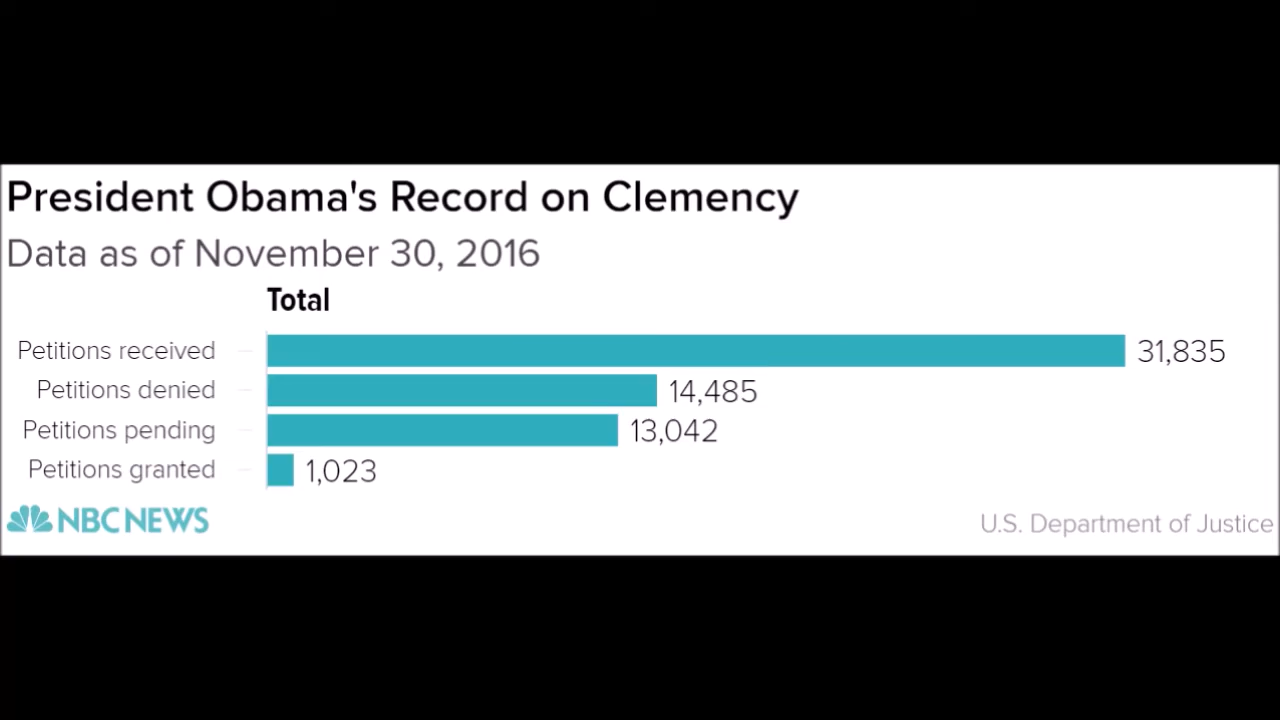 President Obama's Record on Clemency
Data as of November 30, 2016
Total
Petitions received 31,835
Petitions denied 14,485
Petitions pending 13,042
Petitions granted 1,023
NBC NEWS U.S. Department of Justice